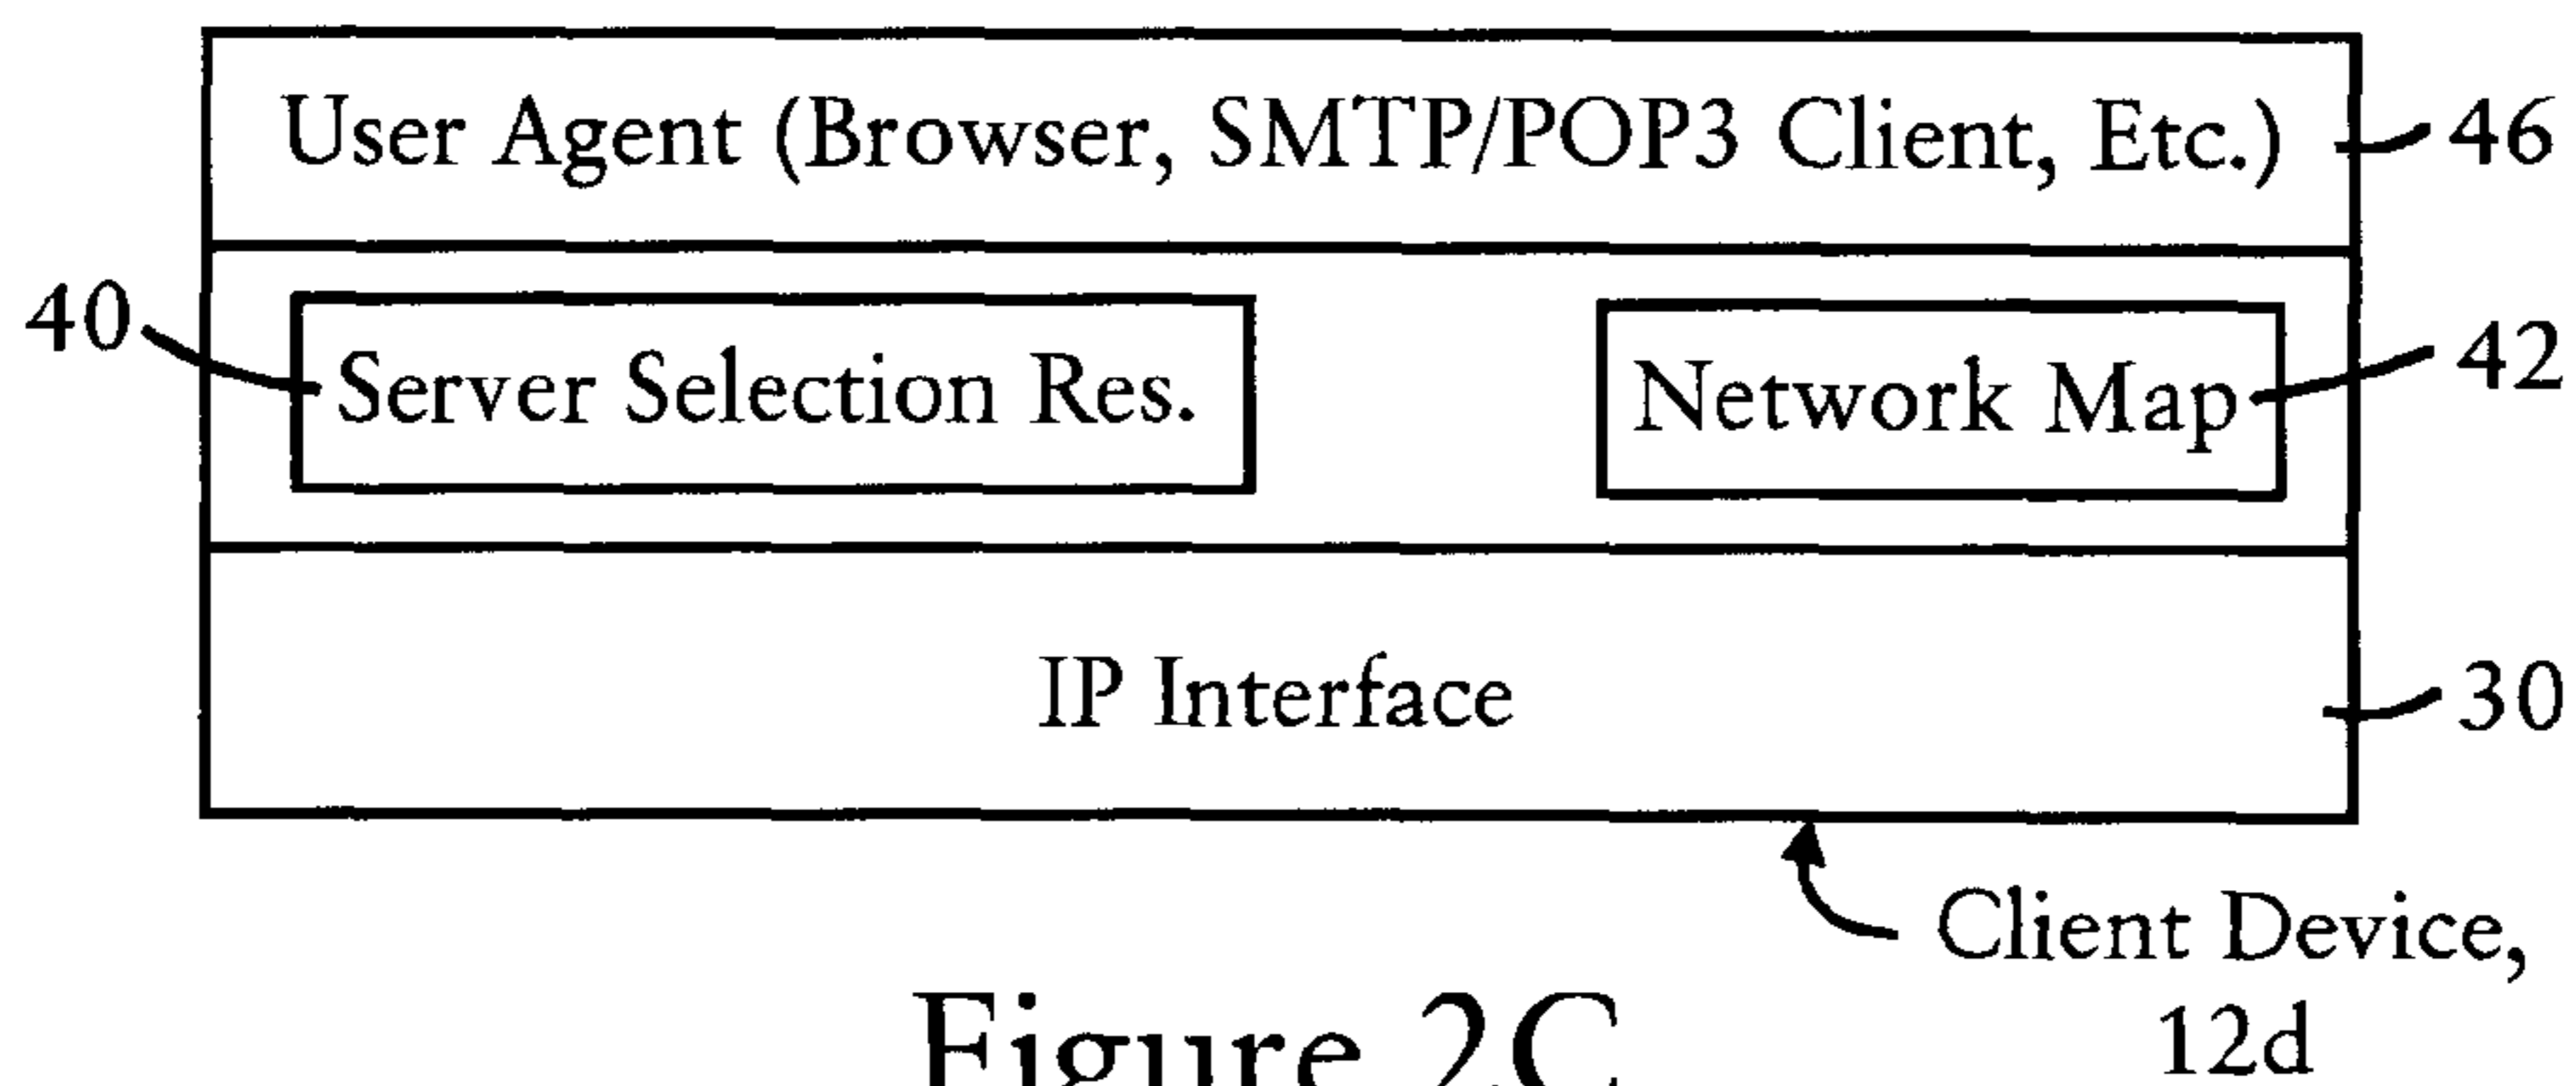 User Agent (Browser, SMTP/POP3 Client, Etc.)
46
40
Server Selection Res.
Network Map
42
IP Interface
30
Client Device,
12d
Figure 2C